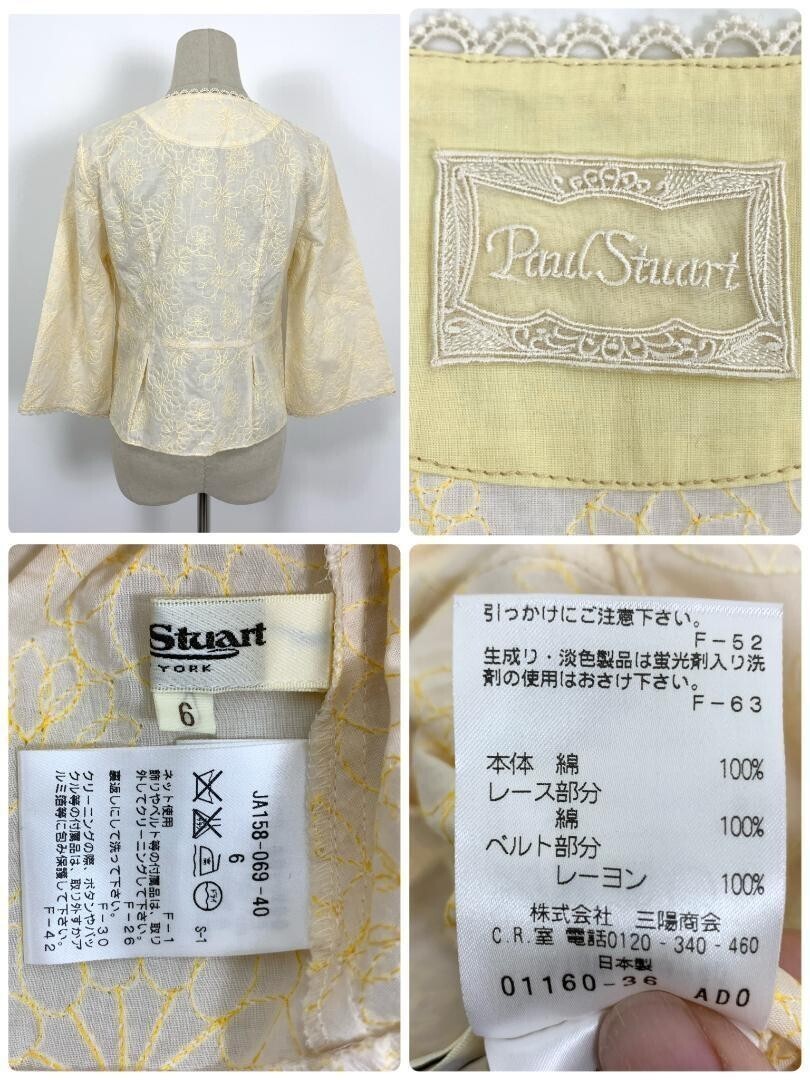 Paul Stuart
Stuart
YORK
6
JA158-069-40
6
ドライ
S-1
ネット使用 F-1
飾りやベルト等の付属品は、取り
外してクリーニングして下さい。
F-26
裏返しにして洗って下さい。
F-30
クリーニングの際、ボタンやバッ
クル等の付属品は、取り外すかア
ルミ箔等に包み保護して下さい。
F-42
引っかけにご注意下さい。
F-52
生成り・淡色製品は蛍光剤入り洗
剤の使用はおさけ下さい。
F-63
本体 綿 100%
レース部分
綿 100%
ベルト部分
レーヨン 100%
株式会社 三陽商会
C.R.室 電話0120-340-460
日本製
01160-36 ADO